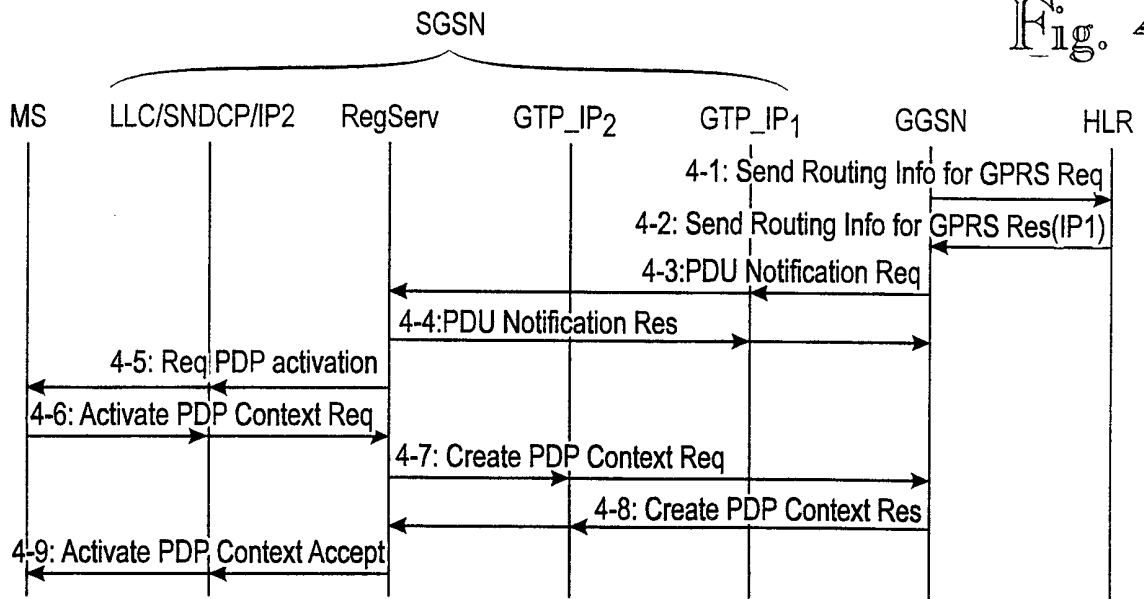 SGSN
Fig. 4
MS LLC/SNDCP/IP2 RegServ GTP_IP2 GTP_IP1 GGSN HLR
4-1: Send Routing Info for GPRS Req
4-2: Send Routing Info for GPRS Res(IP1)
4-3:PDU Notification Req
4-4:PDU Notification Res
4-5: Req PDP activation
4-6: Activate PDP Context Req
4-7: Create PDP Context Req
4-8: Create PDP Context Res
4-9: Activate PDP Context Accept